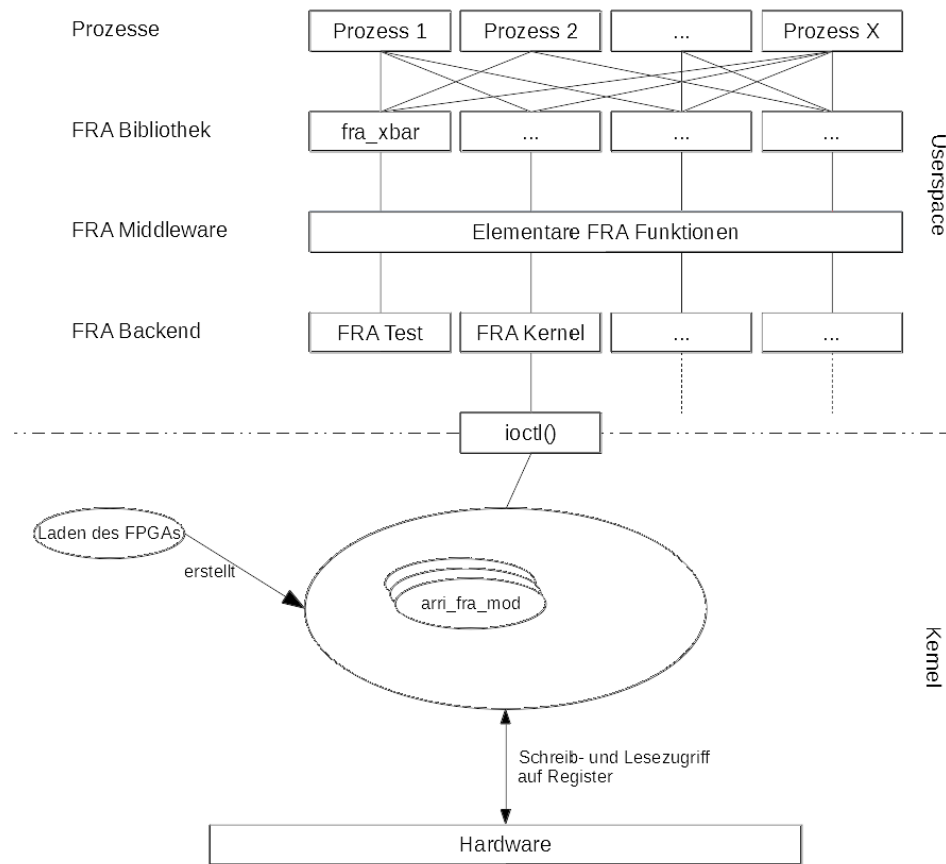 Prozesse
Prozess 1
Prozess 2
...
Prozess X
FRA Bibliothek
fra_xbar
...
...
...
Userspace
FRA Middleware
Elementare FRA Funktionen
FRA Backend
FRA Test
FRA Kernel
...
...
ioctl()
Laden des FPGAs
erstellt
arri_fra_mod
Kernel
Schreib- und Lesezugriff
auf Register
Hardware